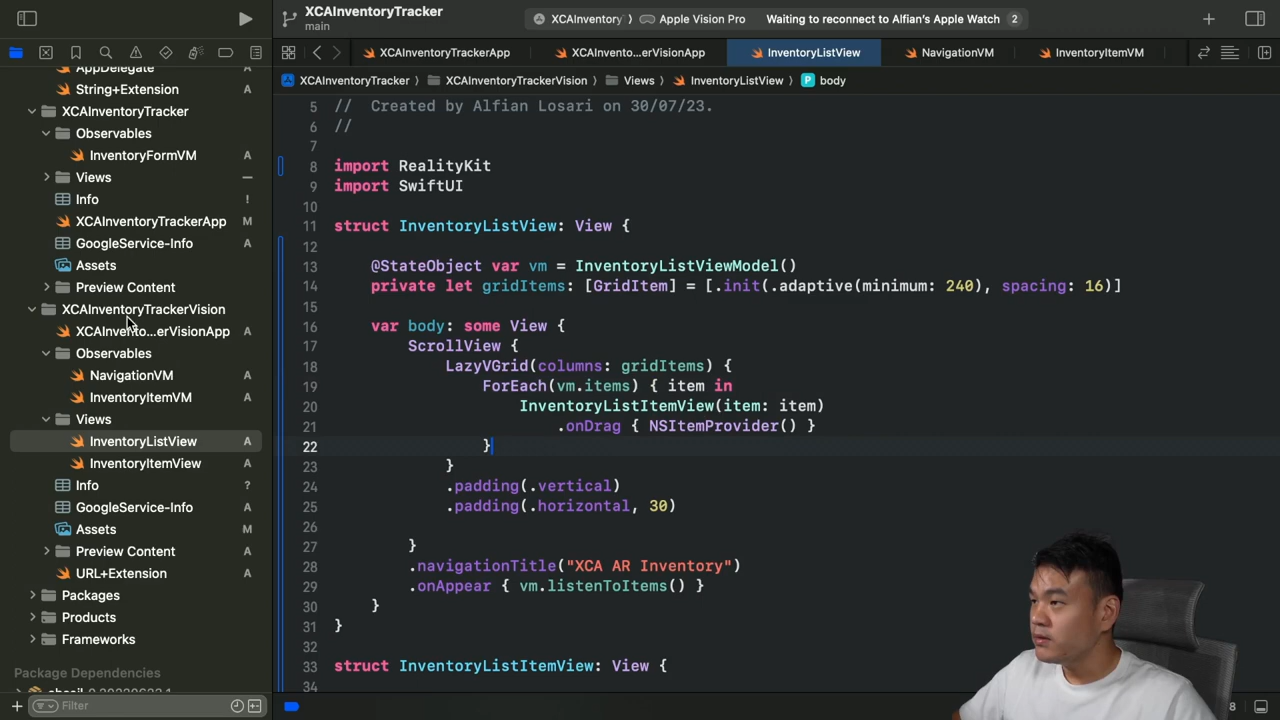 XCAInventoryTracker
main
XCAInventory
Apple Vision Pro
Waiting to reconnect to Alfian's Apple Watch
2
XCAInventoryTrackerApp
XCAInvento...erVisionApp
InventoryListView
NavigationVM
InventoryItemVM
XCAInventoryTracker
XCAInventoryTrackerVision
Views
InventoryListView
P
body
AppDelegate
String+Extension A
XCAInventoryTracker
Observables
InventoryFormVM A
Views
Info !
XCAInventoryTrackerApp M
GoogleService-Info A
Assets
Preview Content
XCAInventoryTrackerVision
XCAInvento...erVisionApp A
Observables
NavigationVM A
InventoryItemVM A
Views
InventoryListView A
InventoryItemView A
Info ?
GoogleService-Info A
Assets M
Preview Content A
URL+Extension A
Packages
Products
Frameworks
Package Dependencies
Filter
5 // Created by Alfian Losari on 30/07/23.
6 //
7
8 import RealityKit
9 import SwiftUI
10
11 struct InventoryListView: View {
12
13 @StateObject var vm = InventoryListViewModel()
14 private let gridItems: [GridItem] = [.init(.adaptive(minimum: 240), spacing: 16)]
15
16 var body: some View {
17 ScrollView {
18 LazyVGrid(columns: gridItems) {
19 ForEach(vm.items) { item in
20 InventoryListItemView(item: item)
21 .onDrag { NSItemProvider() }
22 }
23 }
24 .padding(.vertical)
25 .padding(.horizontal, 30)
26
27 }
28 .navigationTitle("XCA AR Inventory")
29 .onAppear { vm.listenToItems() }
30 }
31 }
32
33 struct InventoryListItemView: View {
34